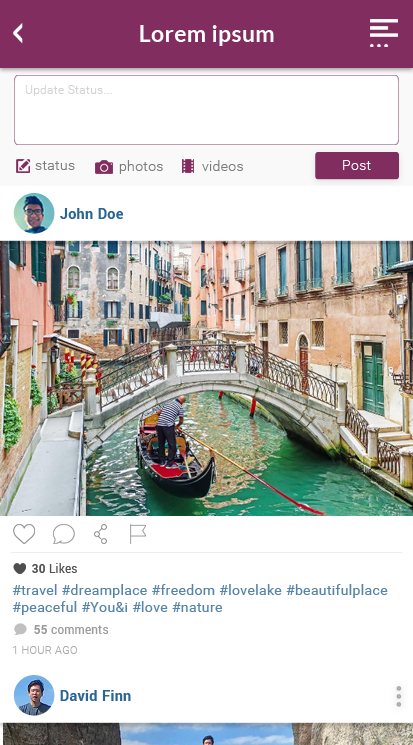 Lorem ipsum
Update Status...
status photos videos Post
John Doe
30 Likes
#travel #dreamplace #freedom #lovelake #beautifulplace
#peaceful #You&i #love #nature
55 comments
1 HOUR AGO
David Finn